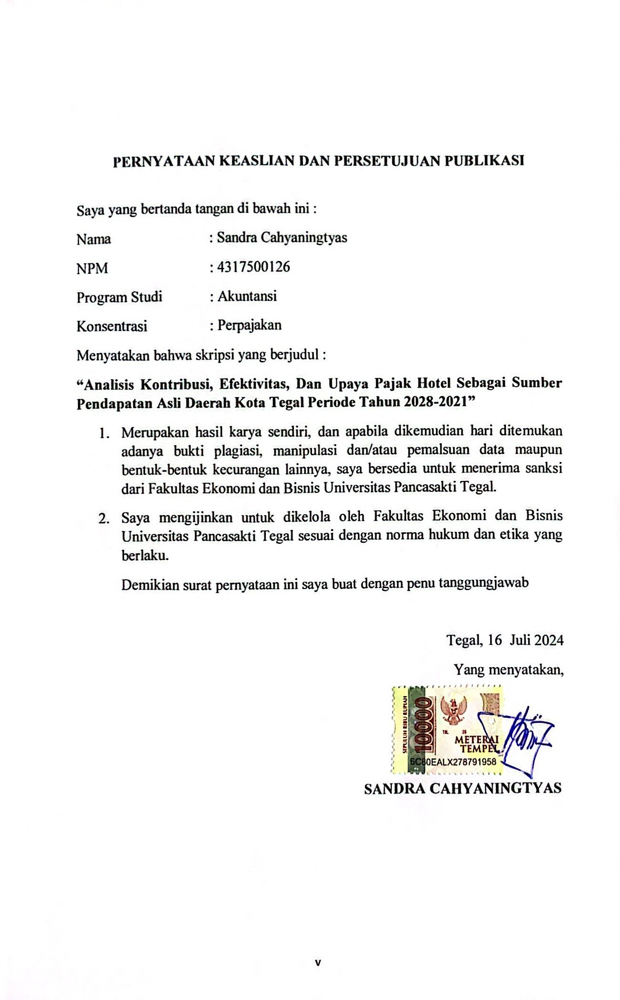 PERNYATAAN KEASLIAN DAN PERSETUJUAN PUBLIKASI
Saya yang bertanda tangan di bawah ini :
Nama : Sandra Cahyaningtyas
NPM : 4317500126
Program Studi : Akuntansi
Konsentrasi : Perpajakan
Menyatakan bahwa skripsi yang berjudul :
“Analisis Kontribusi, Efektivitas, Dan Upaya Pajak Hotel Sebagai Sumber
Pendapatan Asli Daerah Kota Tegal Periode Tahun 2028-2021”
1. Merupakan hasil karya sendiri, dan apabila dikemudian hari ditemukan
adanya bukti plagiasi, manipulasi dan/atau pemalsuan data maupun
bentuk-bentuk kecurangan lainnya, saya bersedia untuk menerima sanksi
dari Fakultas Ekonomi dan Bisnis Universitas Pancasakti Tegal.
2. Saya mengijinkan untuk dikelola oleh Fakultas Ekonomi dan Bisnis
Universitas Pancasakti Tegal sesuai dengan norma hukum dan etika yang
berlaku.
Demikian surat pernyataan ini saya buat dengan penu tanggungjawab
Tegal, 16 Juli 2024
Yang menyatakan,
SEPULUH RIBU RUPIAH
10000
TGL. 20
METERAI
TEMPEL
6C80EALX278791958
SANDRA CAHYANINGTYAS
v